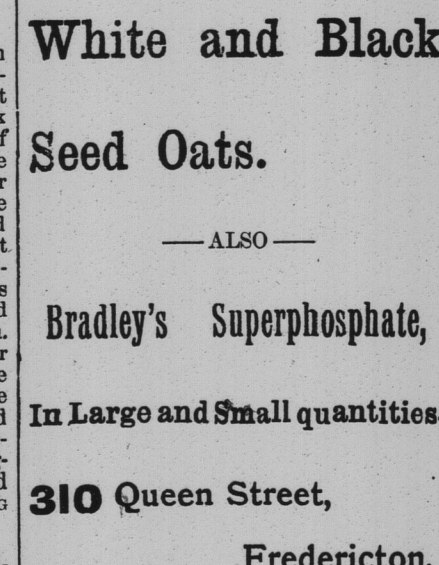 White and Black
Seed Oats.
ALSO
Bradley's Superphosphate,
In Large and Small quantities
310 Queen Street,
Fredericton.